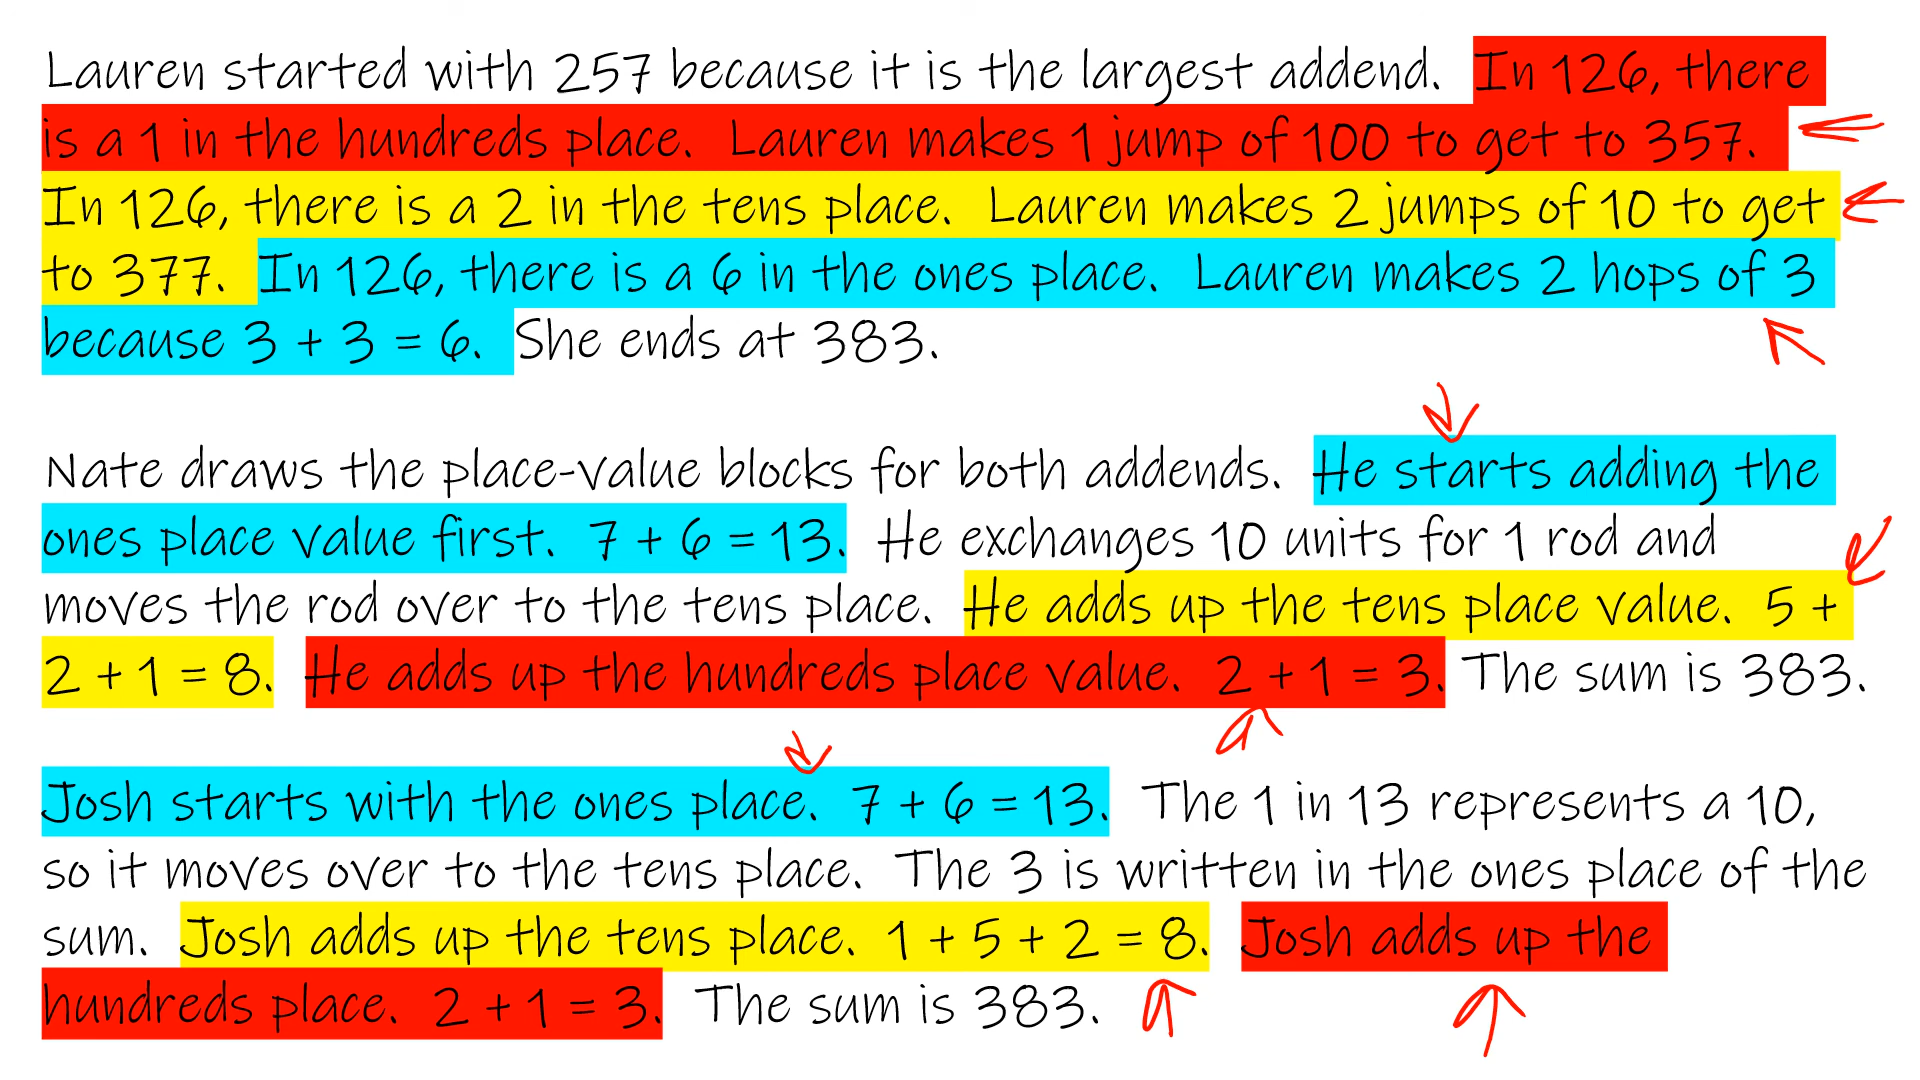 Lauren started with 257 because it is the largest addend. In 126, there
is a 1 in the hundreds place. Lauren makes 1 jump of 100 to get to 357.
In 126, there is a 2 in the tens place. Lauren makes 2 jumps of 10 to get
to 377. In 126, there is a 6 in the ones place. Lauren makes 2 hops of 3
because 3 + 3 = 6. She ends at 383.
Nate draws the place-value blocks for both addends. He starts adding the
ones place value first. 7 + 6 = 13. He exchanges 10 units for 1 rod and
moves the rod over to the tens place. He adds up the tens place value. 5 +
2 + 1 = 8. He adds up the hundreds place value. 2 + 1 = 3. The sum is 383.
Josh starts with the ones place. 7 + 6 = 13. The 1 in 13 represents a 10,
so it moves over to the tens place. The 3 is written in the ones place of the
sum. Josh adds up the tens place. 1 + 5 + 2 = 8. Josh adds up the
hundreds place. 2 + 1 = 3. The sum is 383.